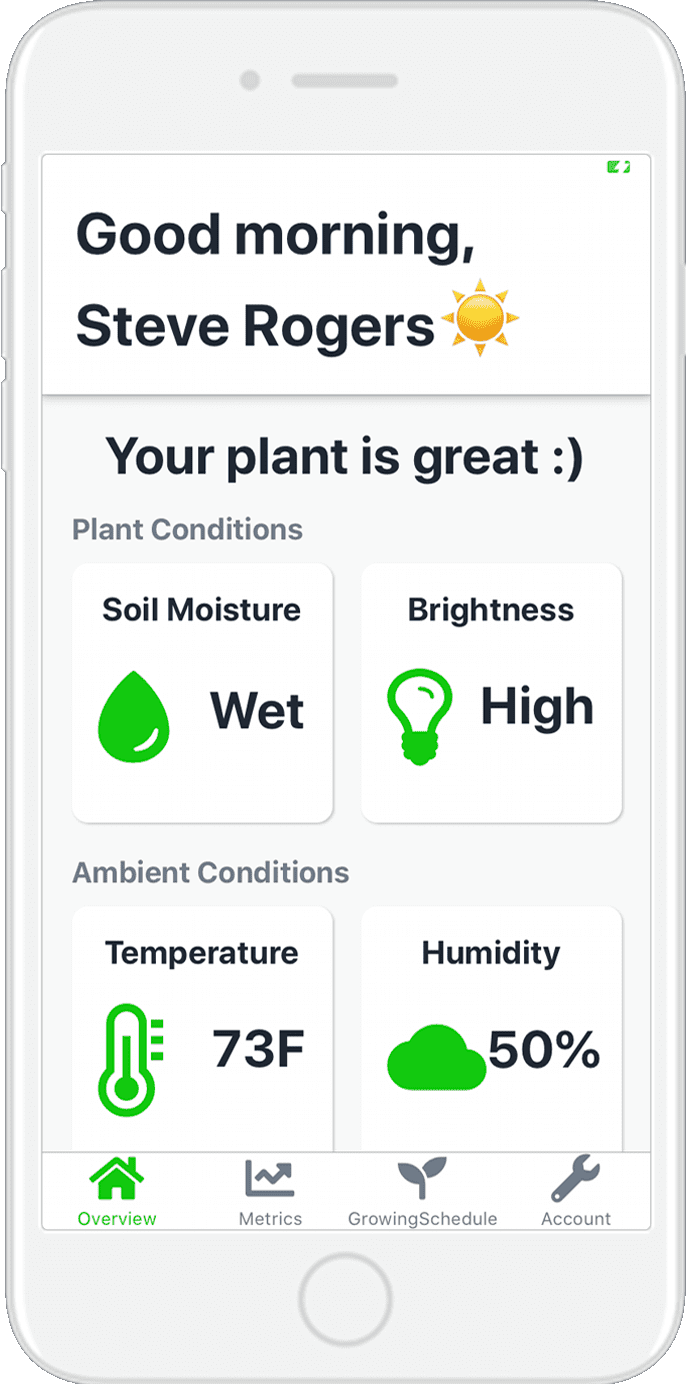 Good morning,
Steve Rogers
Your plant is great :)
Plant Conditions
Soil Moisture
Brightness
Wet
High
Ambient Conditions
Temperature
Humidity
73F
50%
Overview
Metrics
GrowingSchedule
Account